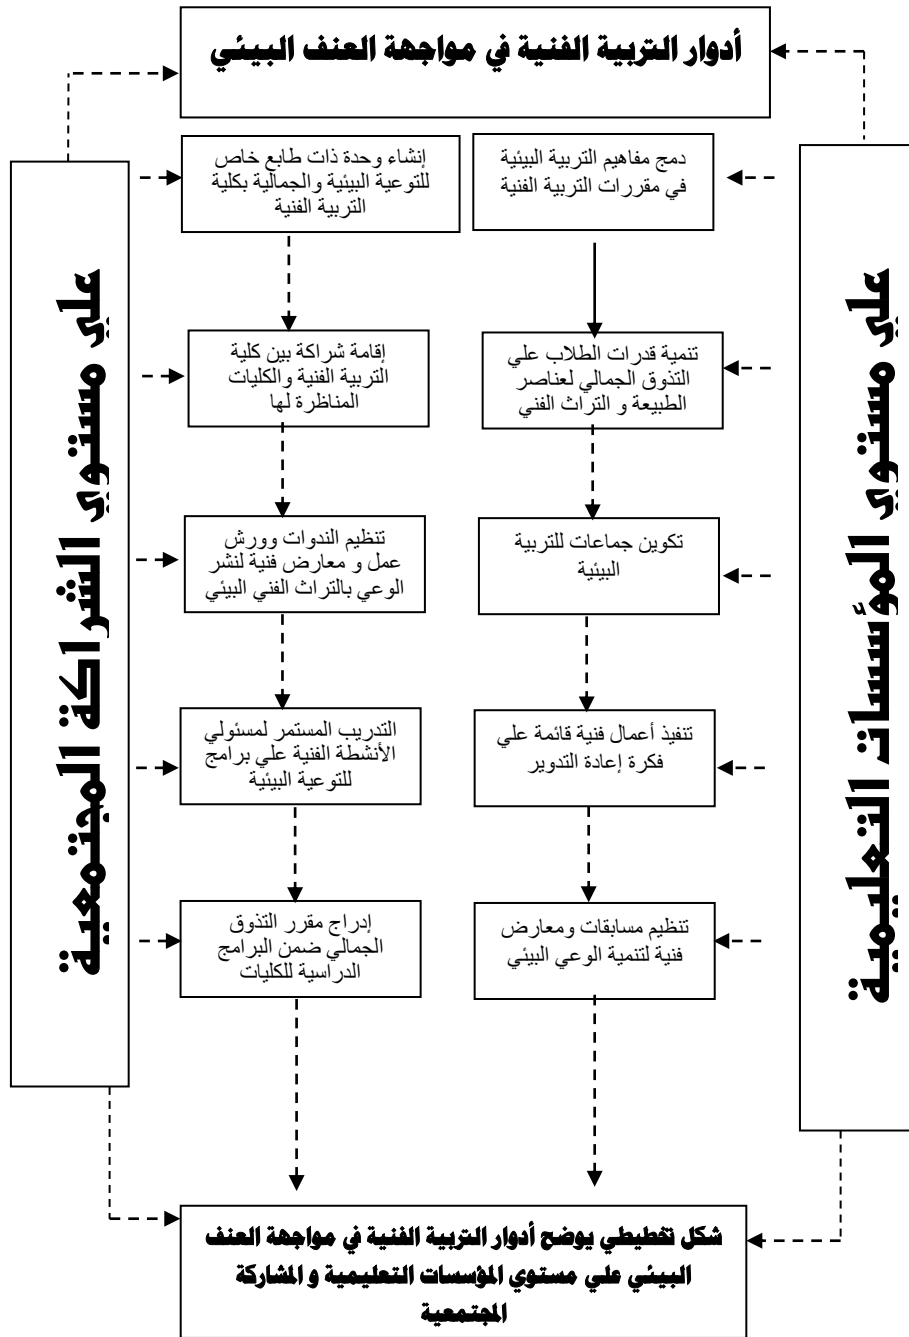 أدوار التربية الفنية في مواجهة العنف البيئي
علي مستوي المؤسسات التعليمية
دمج مفاهيم التربية البيئية
في مقررات التربية الفنية
تنمية قدرات الطلاب علي
التذوق الجمالي لعناصر
الطبيعة و التراث الفني
تكوين جماعات للتربية
البيئية
تنفيذ أعمال فنية قائمة علي
فكرة إعادة التدوير
تنظيم مسابقات ومعارض
فنية لتنمية الوعي البيئي
إنشاء وحدة ذات طابع خاص
للتوعية البيئية والجمالية بكلية
التربية الفنية
إقامة شراكة بين كلية
التربية الفنية والكليات
المناظرة لها
تنظيم الندوات وورش
عمل و معارض فنية لنشر
الوعي بالتراث الفني البيئي
التدريب المستمر لمسئولي
الأنشطة الفنية علي برامج
للتوعية البيئية
إدراج مقرر التذوق
الجمالي ضمن البرامج
الدراسية للكليات
علي مستوي الشراكة المجتمعية
شكل تخطيطي يوضح أدوار التربية الفنية في مواجهة العنف
البيئي علي مستوي المؤسسات التعليمية و المشاركة
المجتمعية